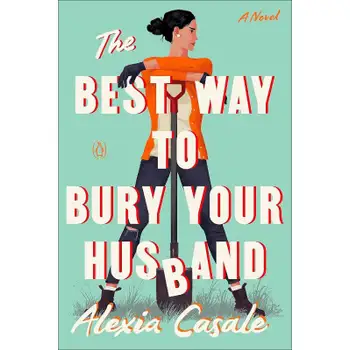 A Novel
The
BEST WAY
TO
BURY YOUR
HUSBAND
Alexia Casale